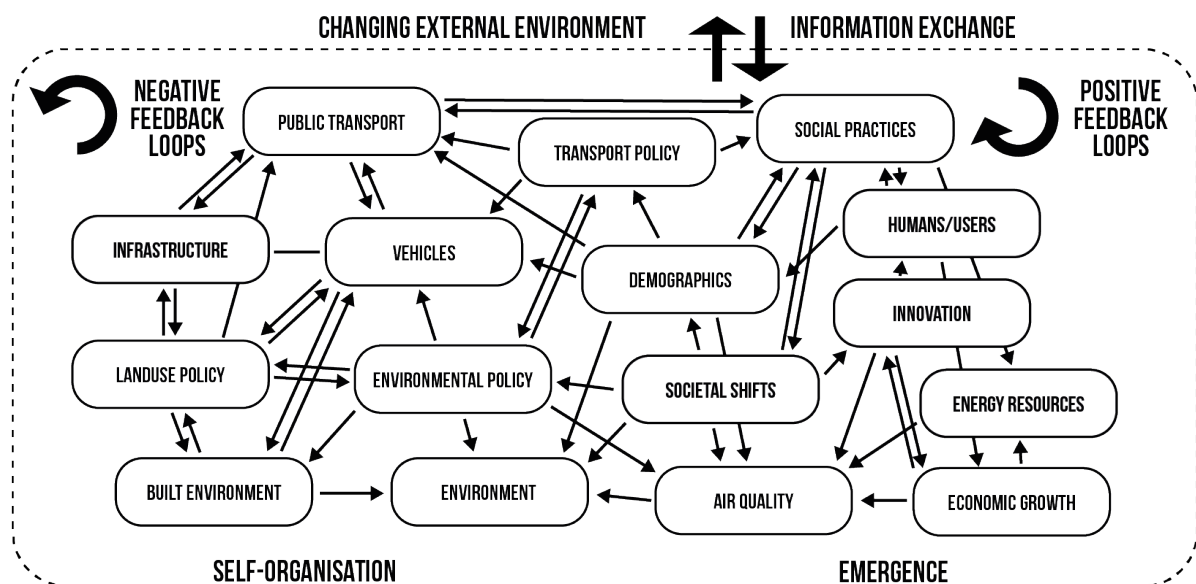 CHANGING EXTERNAL ENVIRONMENT
INFORMATION EXCHANGE
NEGATIVE
FEEDBACK
LOOPS
POSITIVE
FEEDBACK
LOOPS
PUBLIC TRANSPORT
TRANSPORT POLICY
SOCIAL PRACTICES
INFRASTRUCTURE
VEHICLES
DEMOGRAPHICS
HUMANS/USERS
INNOVATION
LANDUSE POLICY
ENVIRONMENTAL POLICY
SOCIETAL SHIFTS
ENERGY RESOURCES
BUILT ENVIRONMENT
ENVIRONMENT
AIR QUALITY
ECONOMIC GROWTH
SELF-ORGANISATION
EMERGENCE